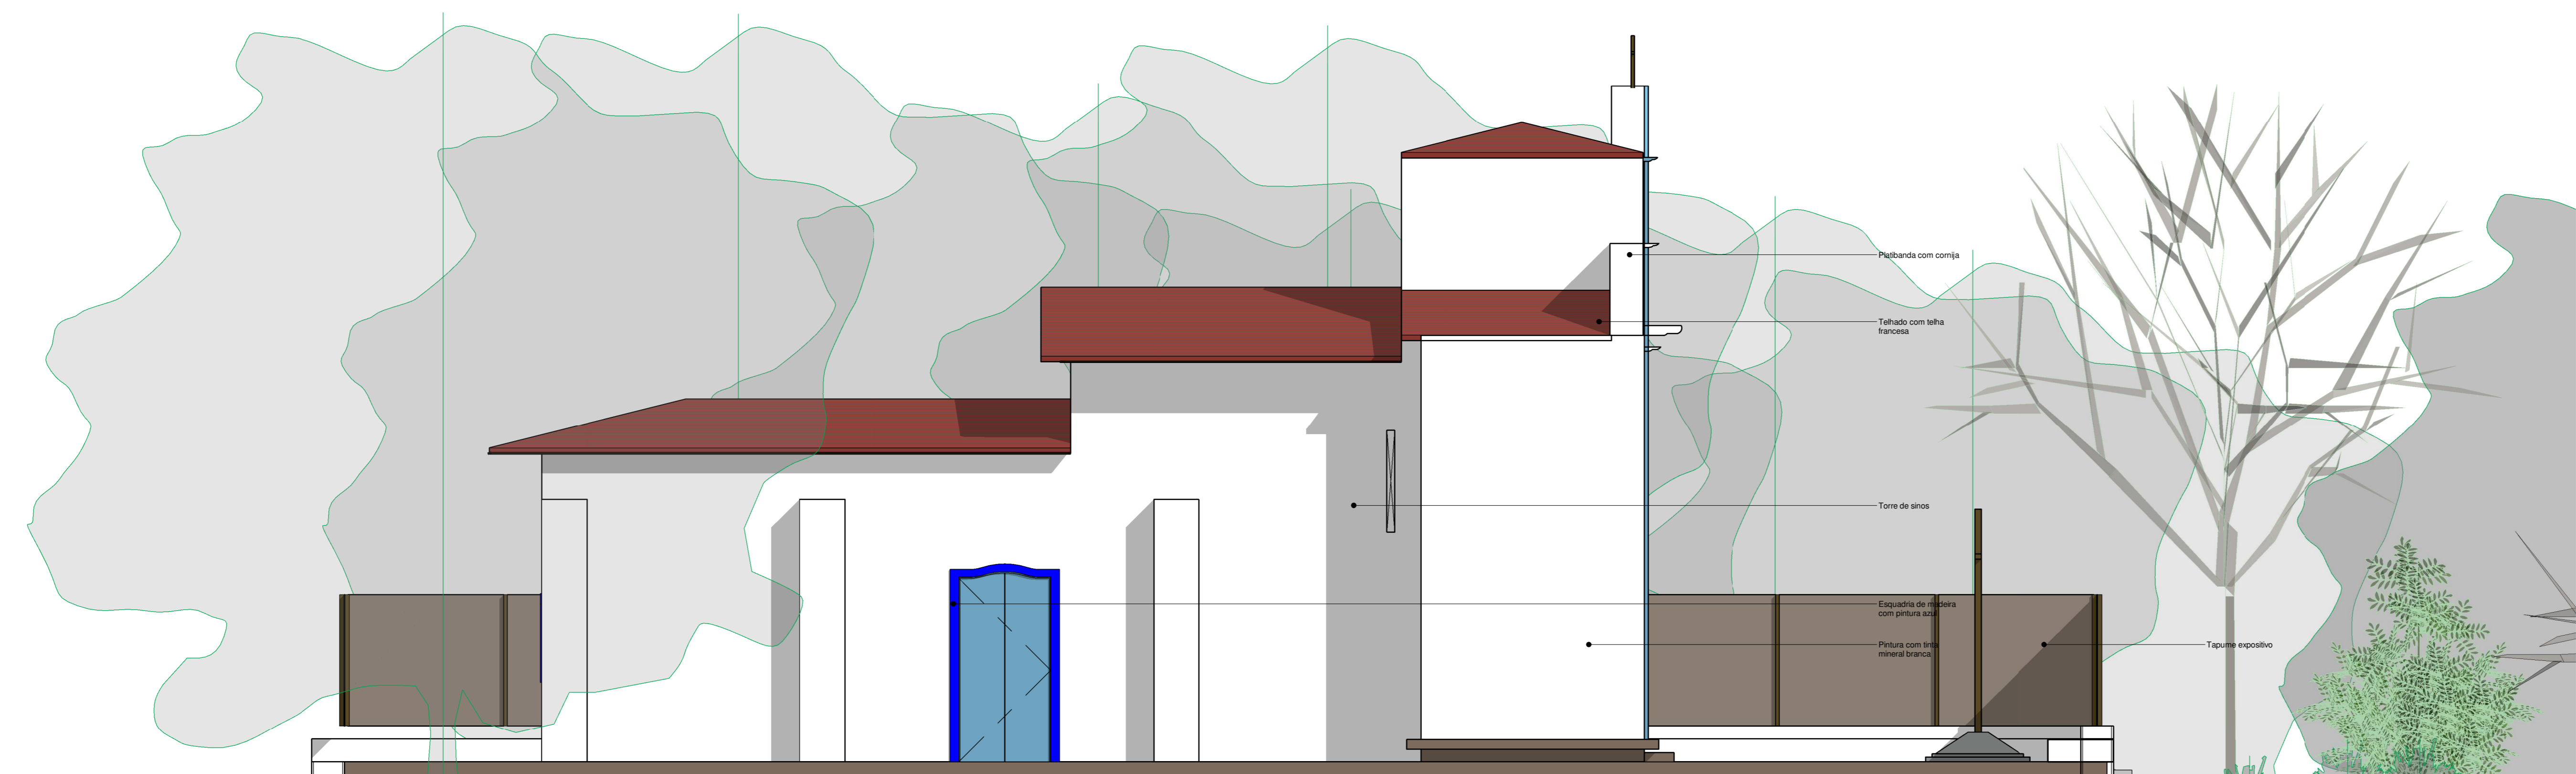 Platibanda com cornija
Telhado com telha
francesa
Torre de sinos
Esquadria de madeira
com pintura azul
Pintura com tinta
mineral branca
Tapume expositivo